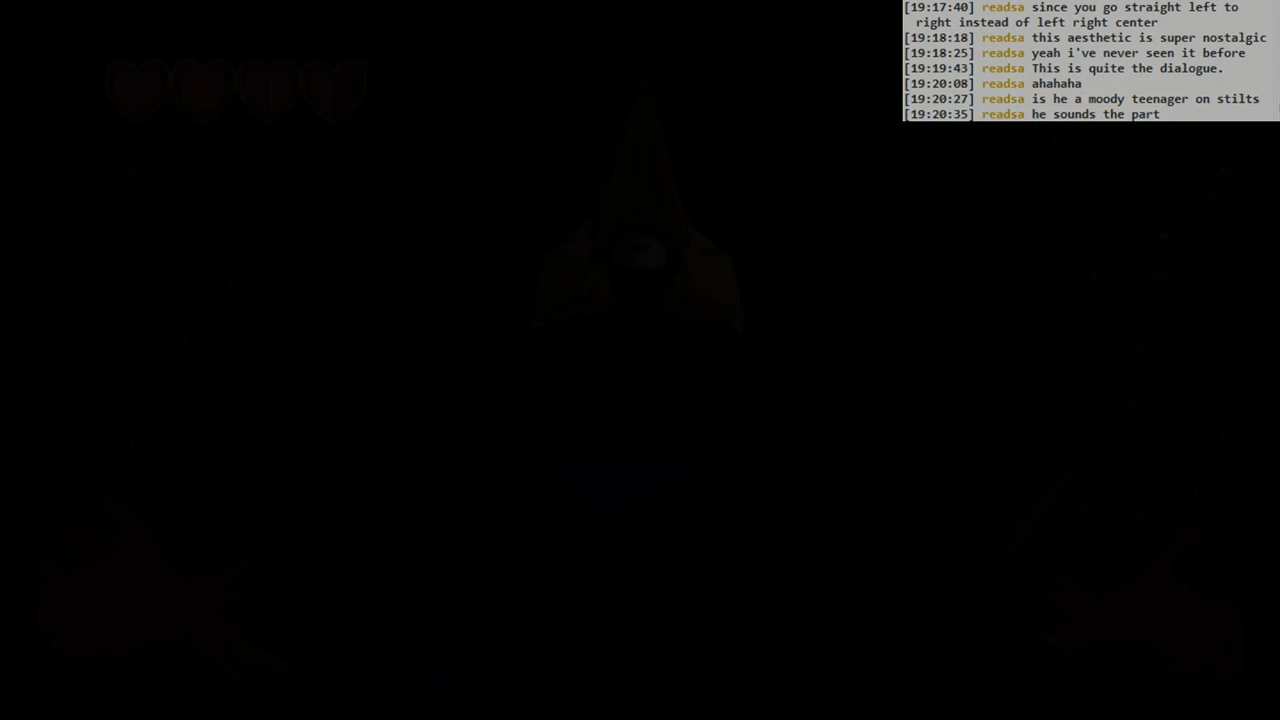 [19:17:40] readsa since you go straight left to
right instead of left right center
[19:18:18] readsa this aesthetic is super nostalgic
[19:18:25] readsa yeah i've never seen it before
[19:19:43] readsa This is quite the dialogue.
[19:20:08] readsa ahahaha
[19:20:27] readsa is he a moody teenager on stilts
[19:20:35] readsa he sounds the part